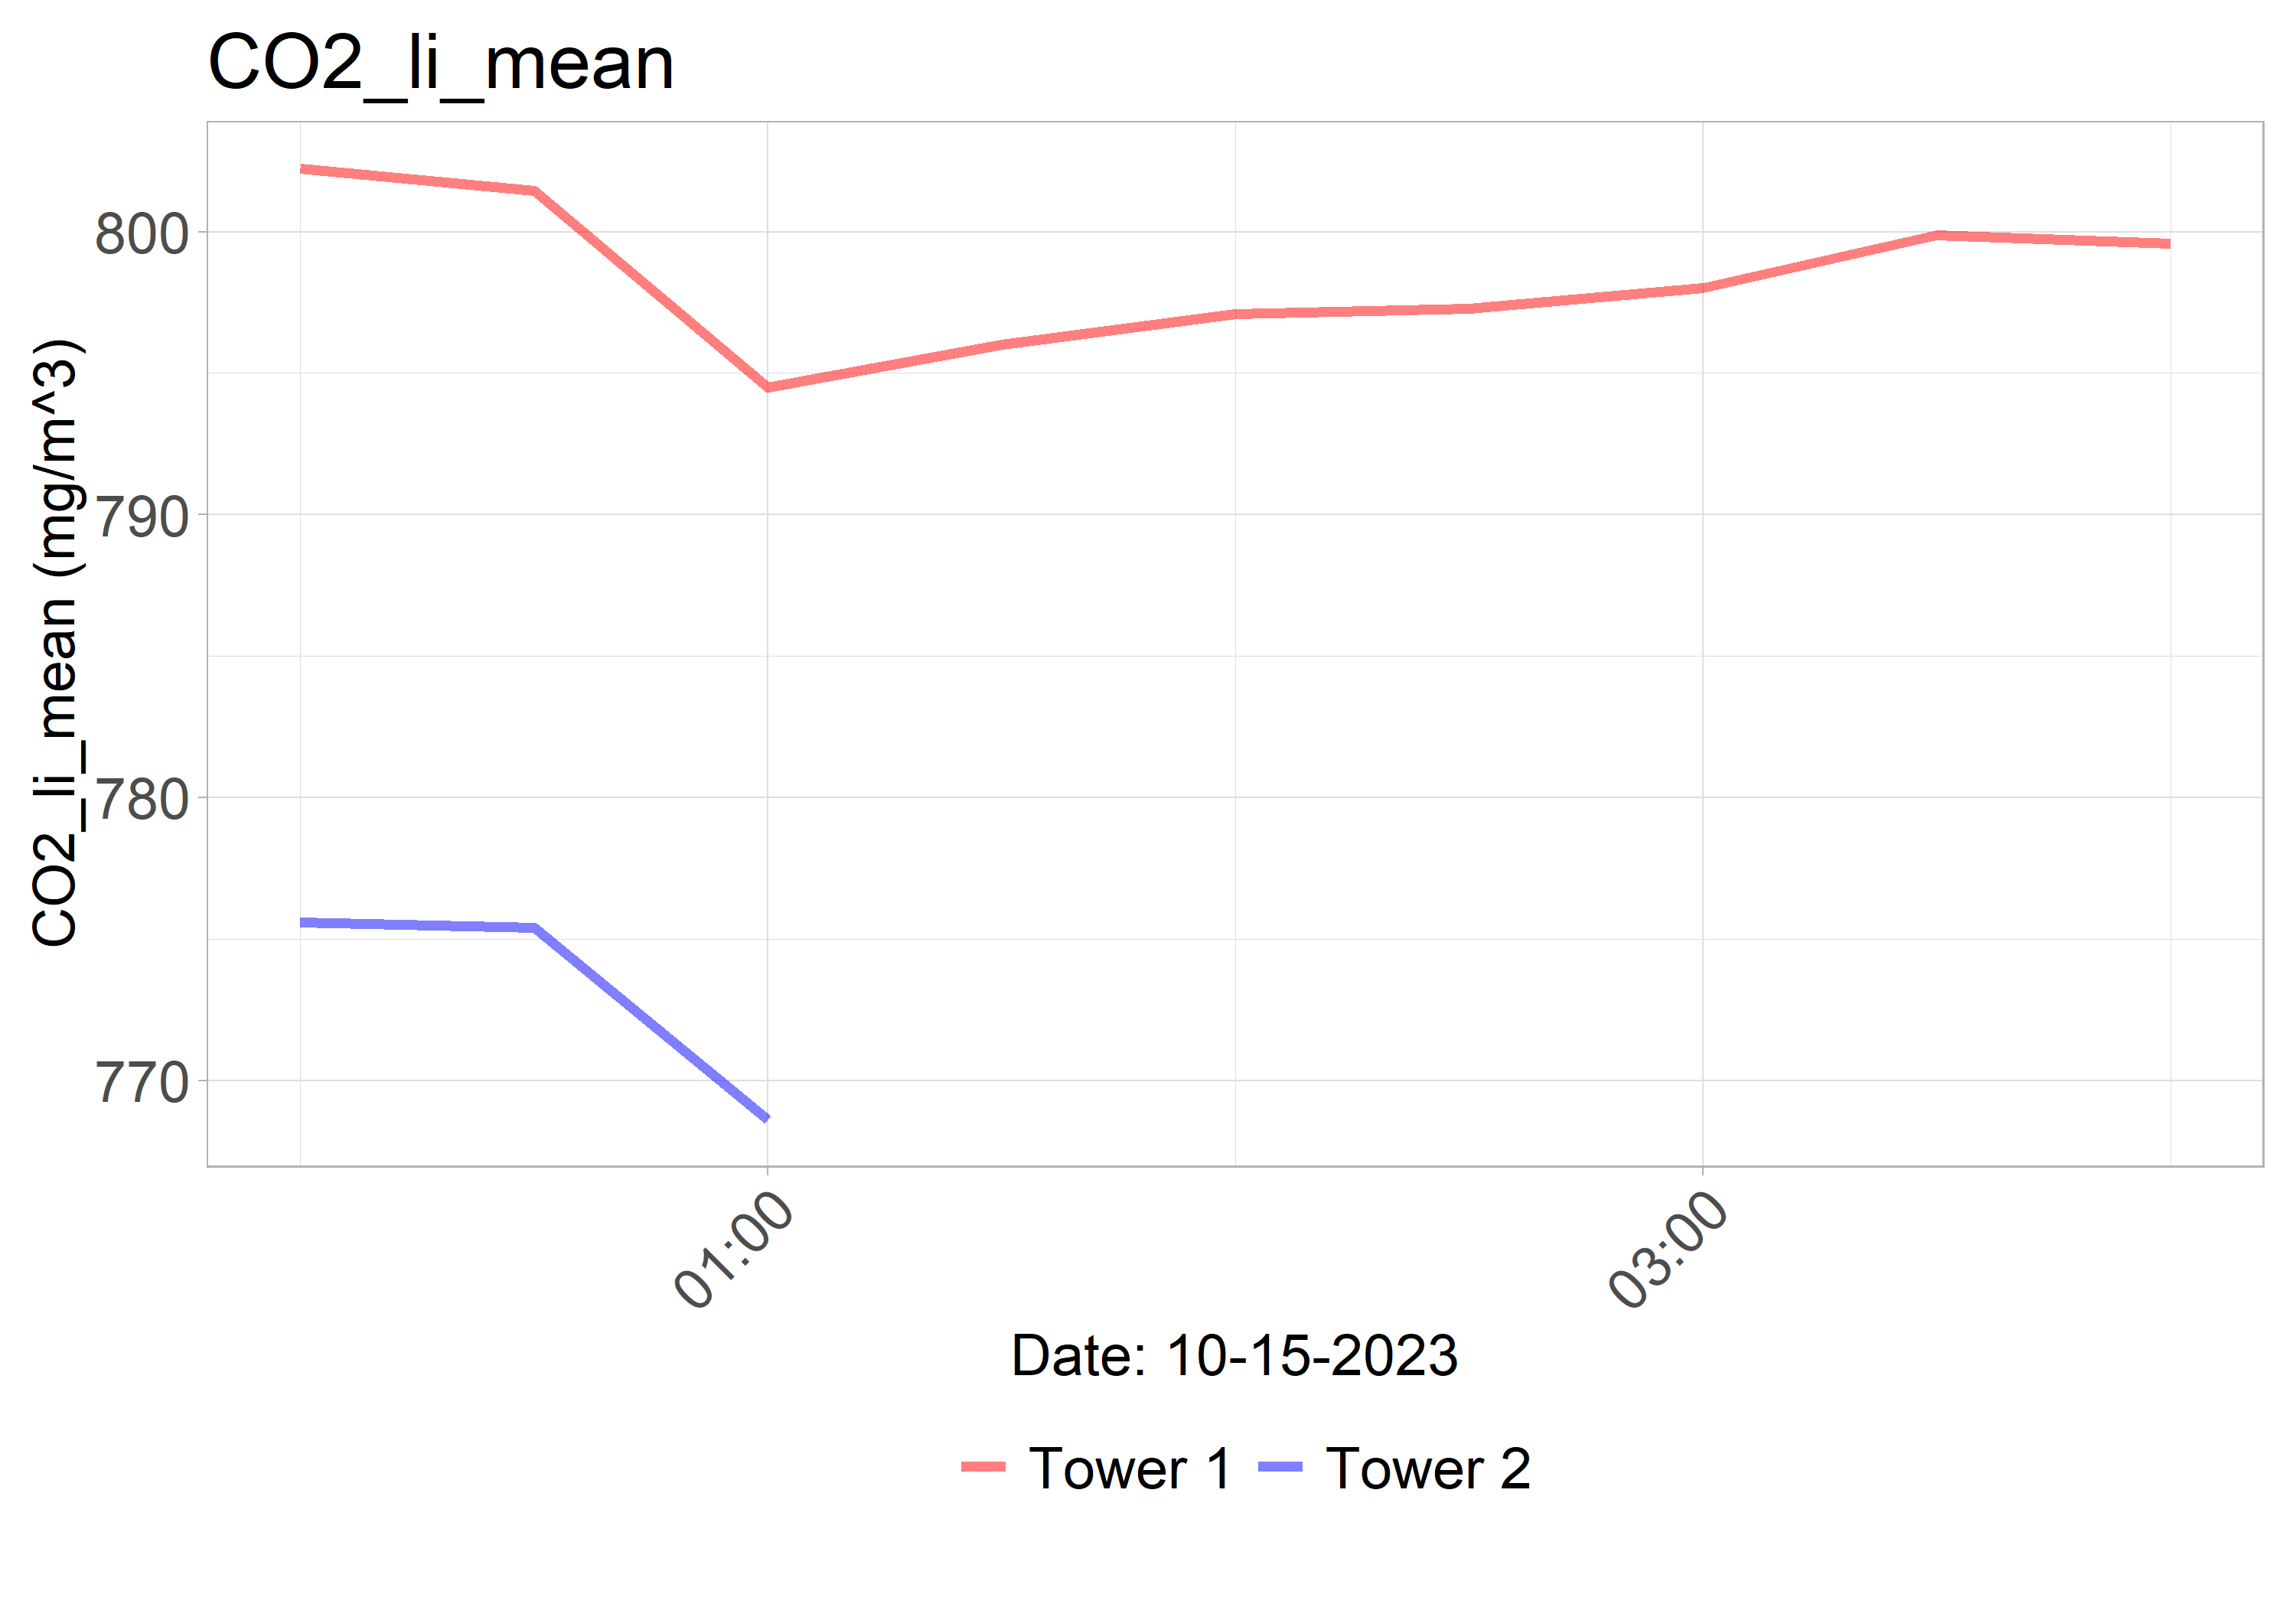 CO2_li_mean
CO2_li_mean (mg/m^3)
800
790
780
770
01:00
03:00
Date: 10-15-2023
Tower 1
Tower 2